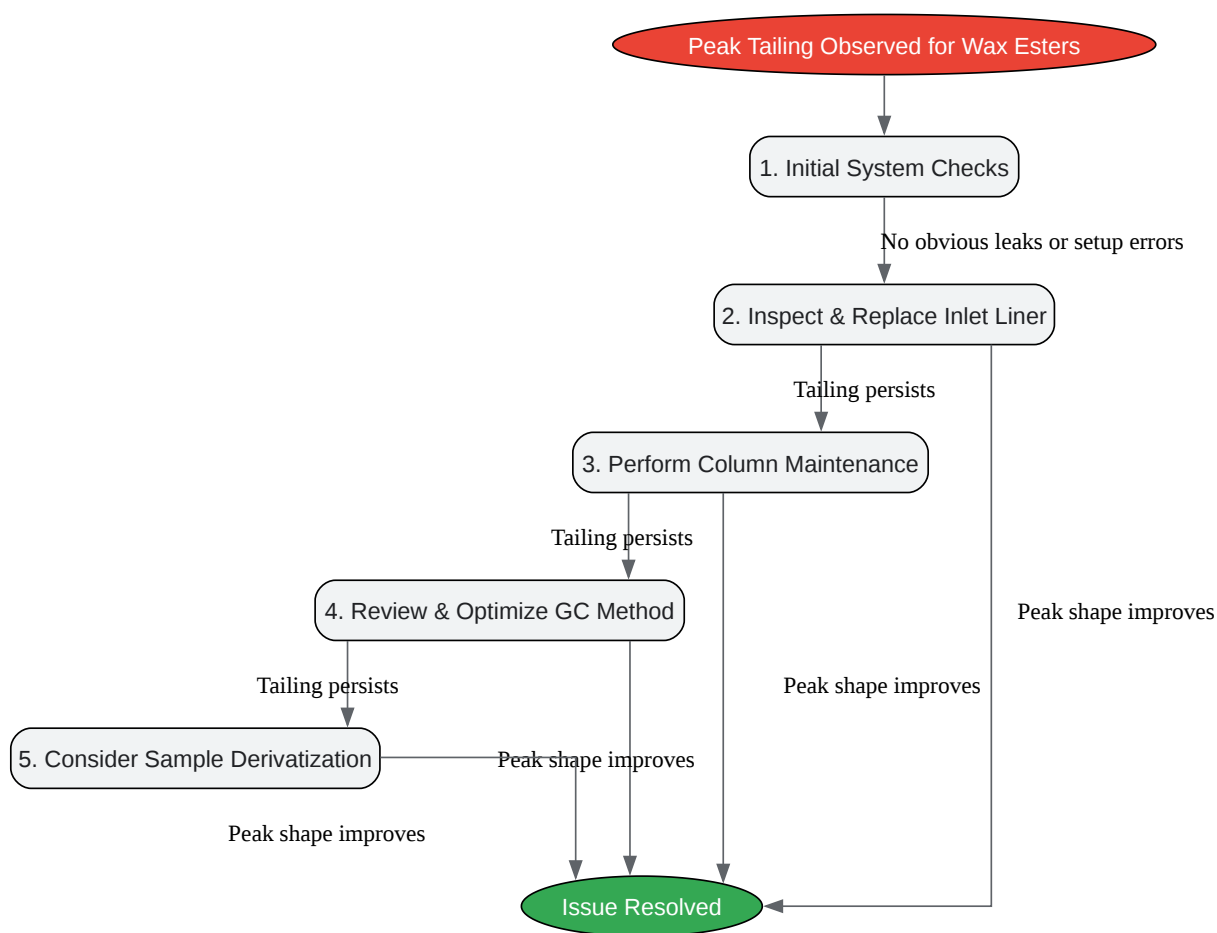 Peak Tailing Observed for Wax Esters
1. Initial System Checks
No obvious leaks or setup errors
2. Inspect & Replace Inlet Liner
Tailing persists
3. Perform Column Maintenance
Tailing persists
4. Review & Optimize GC Method
Peak shape improves
Tailing persists
Peak shape improves
5. Consider Sample Derivatization
Peak shape improves
Peak shape improves
Issue Resolved